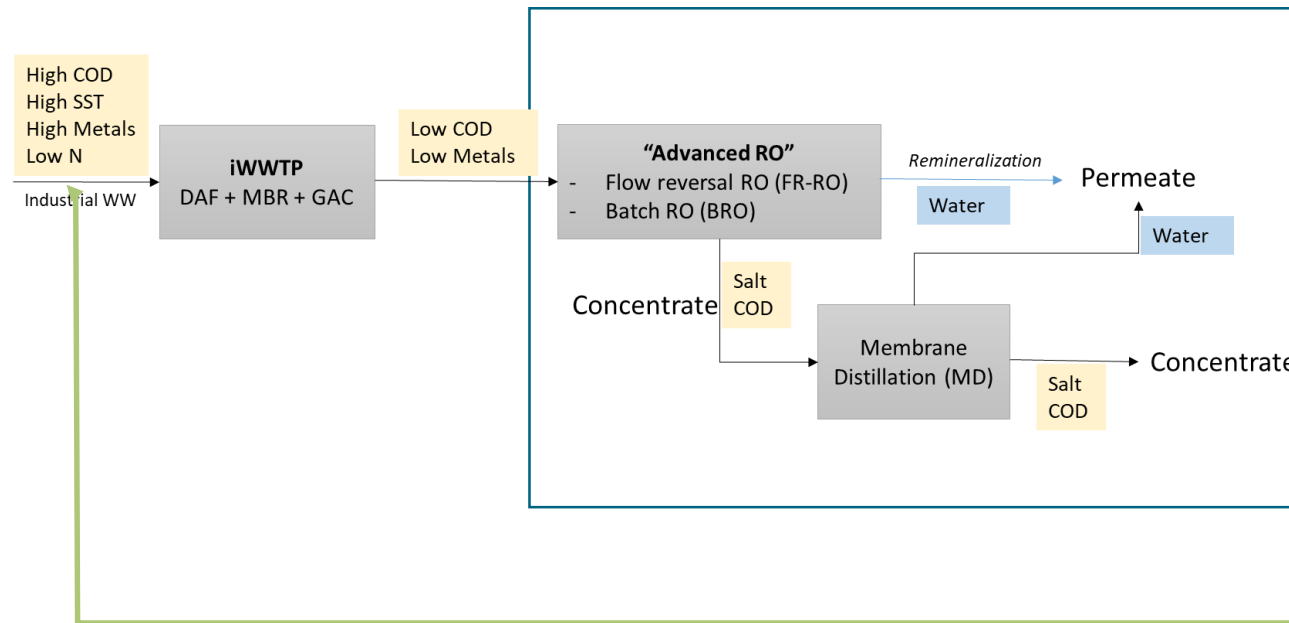 High COD
High SST
High Metals
Low N
Industrial WW
iWWTP
DAF + MBR + GAC
Low COD
Low Metals
“Advanced RO”
- Flow reversal RO (FR-RO)
- Batch RO (BRO)
Remineralization
Water
Permeate
Water
Concentrate
Salt
COD
Membrane
Distillation (MD)
Salt
COD
Concentrate